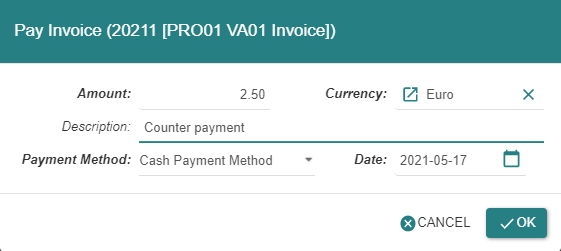 Pay Invoice (20211 [PRO01 VA01 Invoice])
Amount: 2.50 Currency: Euro
Description: Counter payment
Payment Method: Cash Payment Method Date: 2021-05-17
CANCEL OK